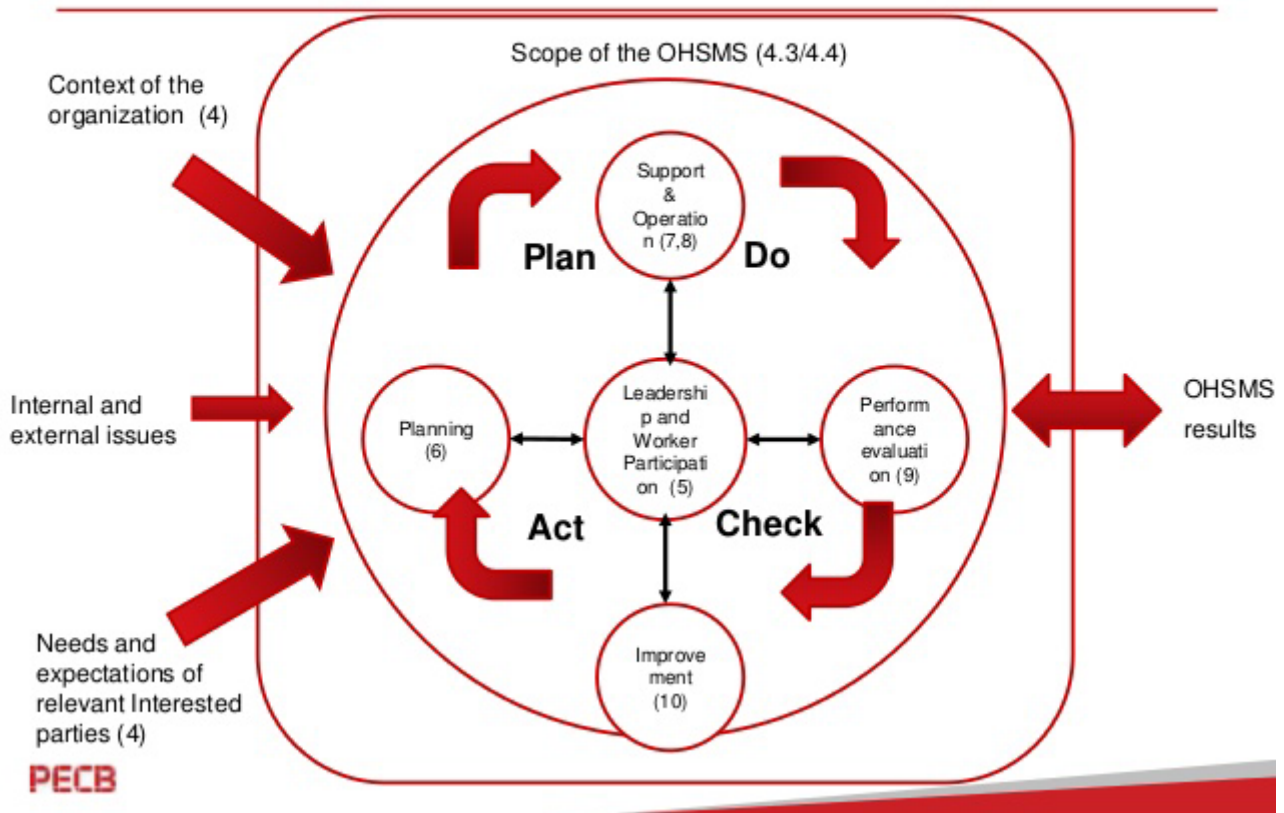 Scope of the OHSMS (4.3/4.4)
Context of the
organization (4)
Support
&
Operatio
n (7,8)
Plan
Do
Internal and
external issues
Planning
(6)
Leadershi
p and
Worker
Participati
on (5)
Perform
ance
evaluati
on (9)
OHSMS
results
Act
Check
Needs and
expectations of
relevant Interested
parties (4)
Improve
ment
(10)
PECB